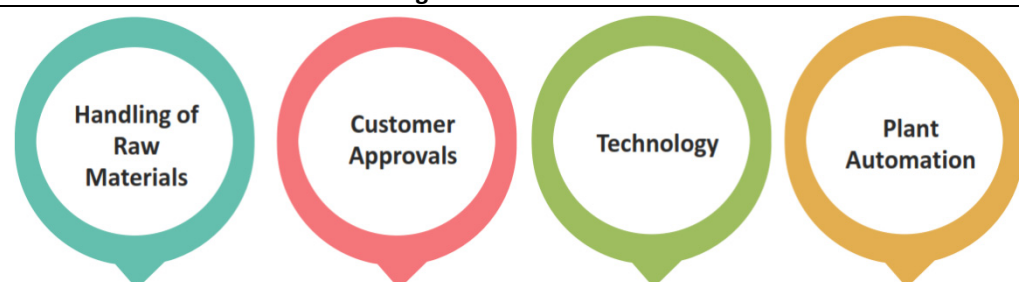 Handling of
Raw
Materials
Customer
Approvals
Technology
Plant
Automation